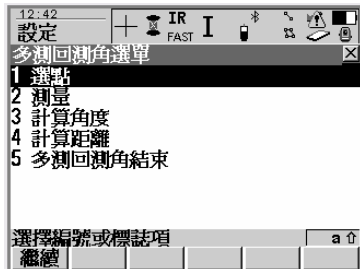 12:42
設定
IR
FAST
I
多測回測角選單
1 選點
2 測量
3 計算角度
4 計算距離
5 多測回測角結束
選擇編號或標誌項
a⇧
繼續